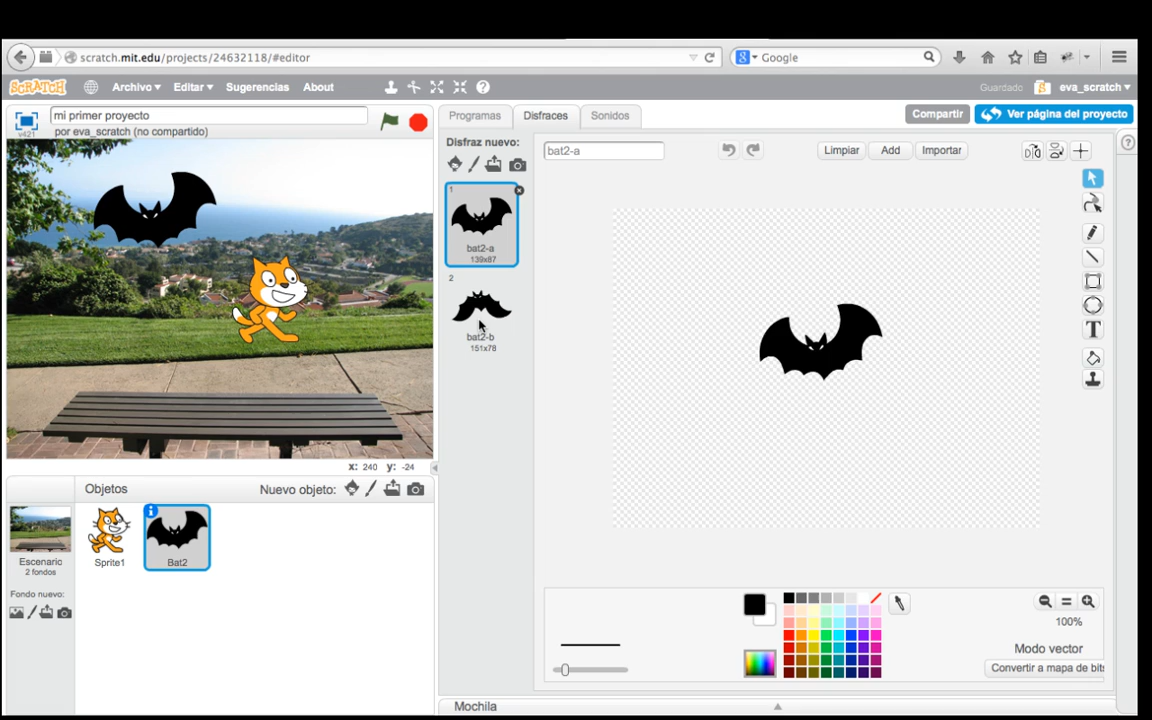 scratch.mit.edu/projects/24632118/#editor
Google
SCRATCH
Archivo
Editar
Sugerencias
About
Guardado
eva_scratch
mi primer proyecto
por eva_scratch (no compartido)
v421
Programas
Disfraces
Sonidos
Compartir
Ver página del proyecto
Disfraz nuevo:
bat2-a
Limpiar
Add
Importar
1
bat2-a
139x87
2
bat2-b
151x78
T
x: 240 y: -24
Objetos
Nuevo objeto:
Sprite1
Bat2
Escenario
2 fondos
Fondo nuevo:
100%
Modo vector
Convertir a mapa de bits
Mochila